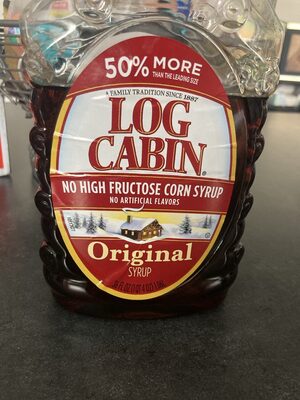 50% MORE
THAN THE LEADING SIZE
A FAMILY TRADITION SINCE 1887
LOG
CABIN®
NO HIGH FRUCTOSE CORN SYRUP
NO ARTIFICIAL FLAVORS
Original
SYRUP